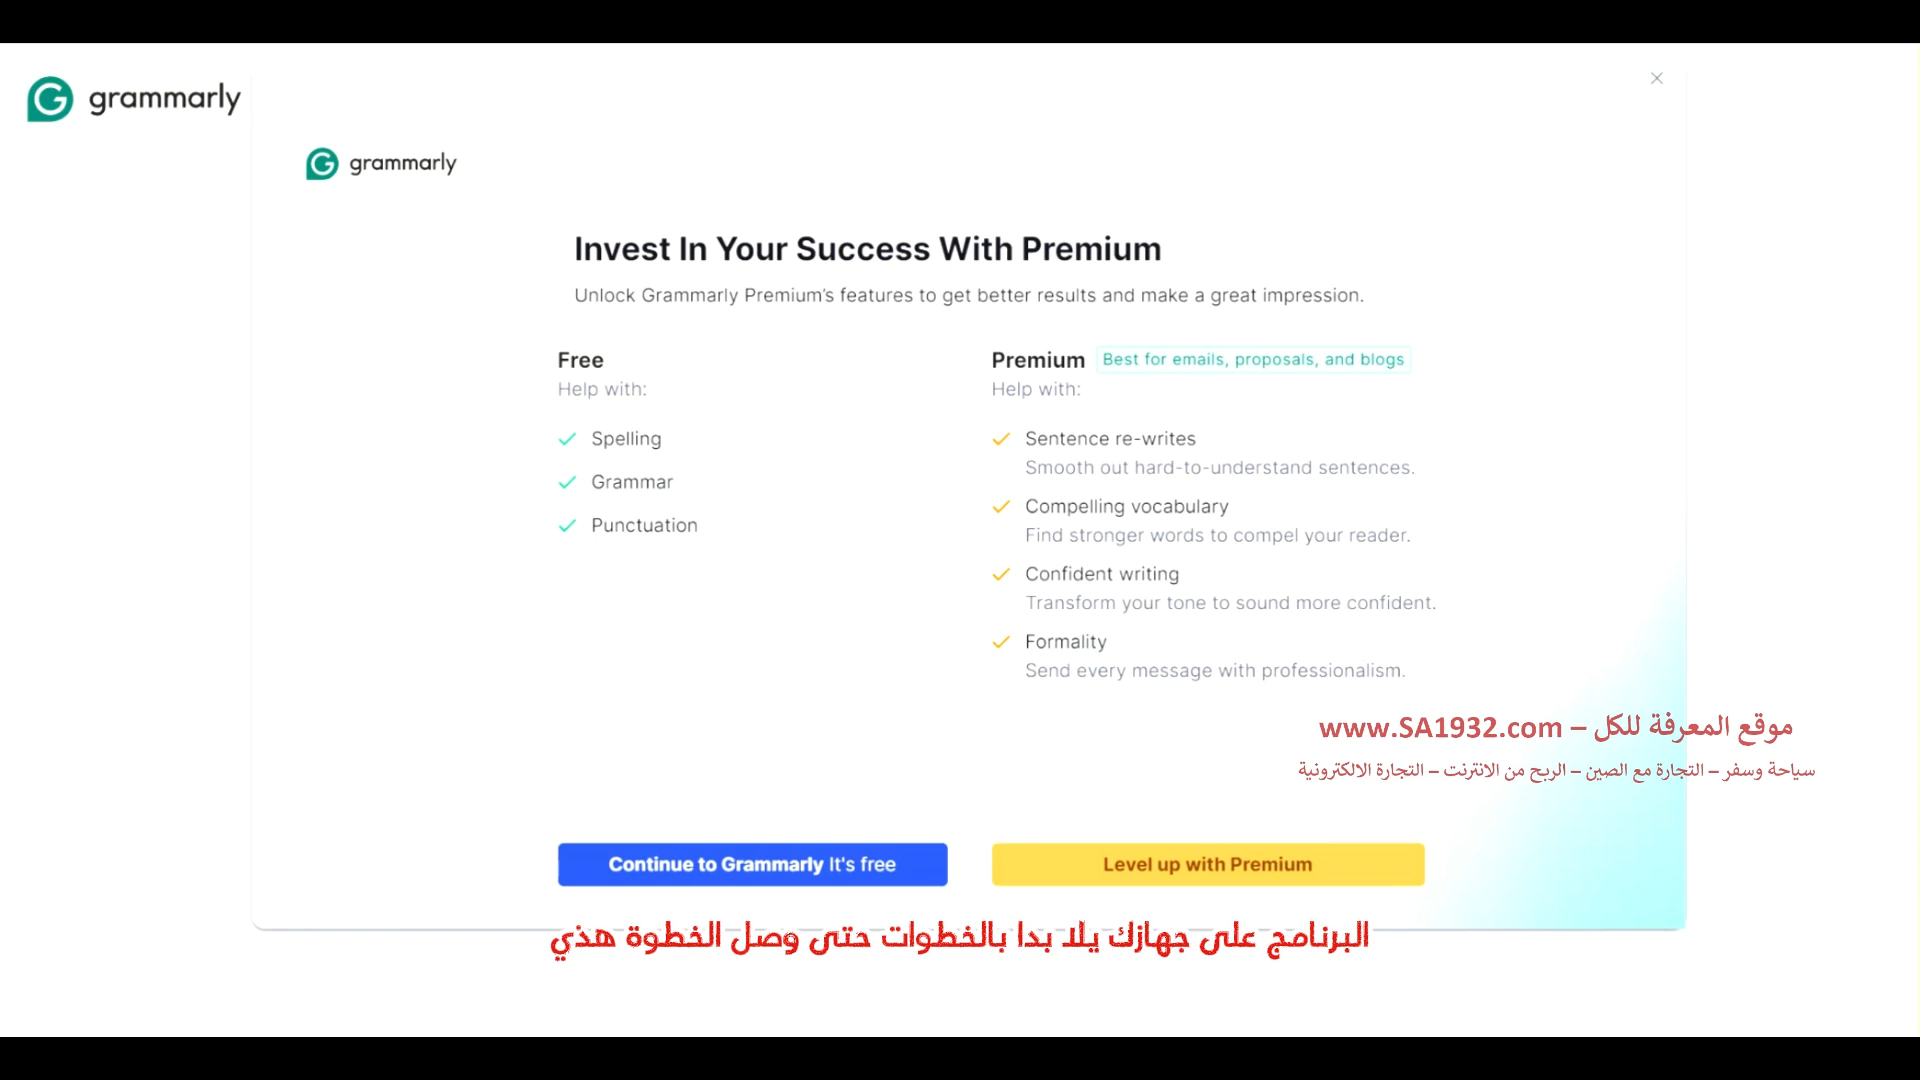 grammarly
grammarly
Invest In Your Success With Premium
Unlock Grammarly Premium's features to get better results and make a great impression.
Free
Help with:
Spelling
Grammar
Punctuation
Premium Best for emails, proposals, and blogs
Help with:
Sentence re-writes
Smooth out hard-to-understand sentences.
Compelling vocabulary
Find stronger words to compel your reader.
Confident writing
Transform your tone to sound more confident.
Formality
Send every message with professionalism.
موقع المعرفة للكل – www.SA1932.com
سياحة وسفر – التجارة مع الصين – الربح من الانترنت – التجارة الالكترونية
Continue to Grammarly It's free
Level up with Premium
البرنامج على جهازك يلا بدا بالخطوات حتى وصل الخطوة هذي